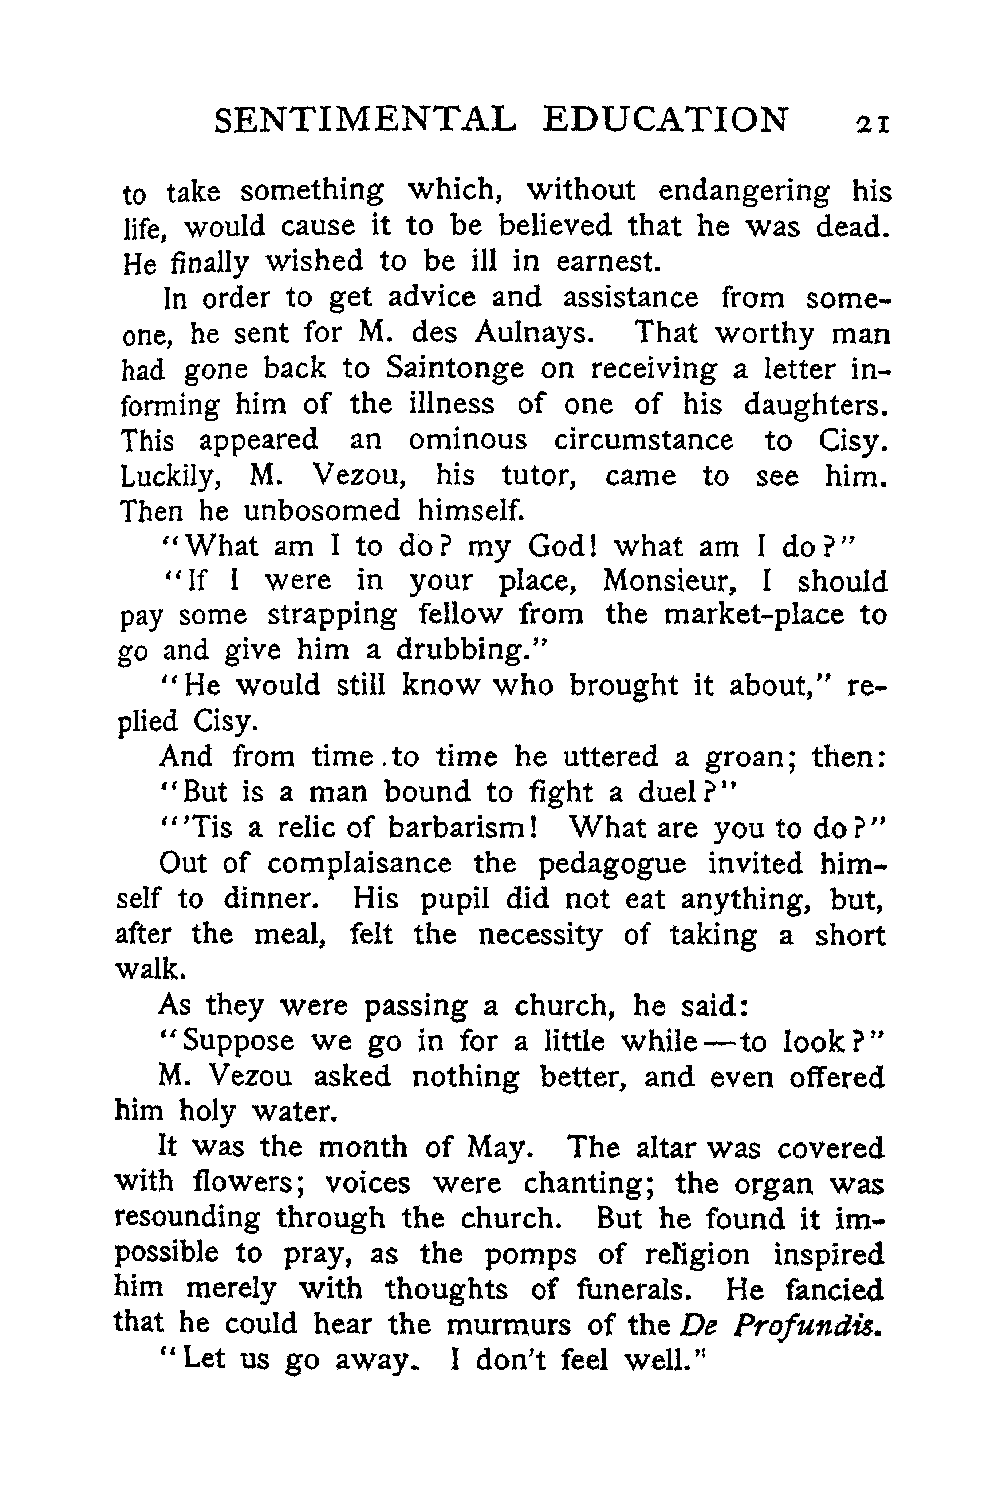 SENTIMENTAL EDUCATION 21
to take something which, without endangering his
life, would cause it to be believed that he was dead.
He finally wished to be ill in earnest.
In order to get advice and assistance from some-
one, he sent for M. des Aulnays. That worthy man
had gone back to Saintonge on receiving a letter in-
forming him of the illness of one of his daughters.
This appeared an ominous circumstance to Cisy.
Luckily, M. Vezou, his tutor, came to see him.
Then he unbosomed himself.
"What am I to do? my God! what am I do?"
"If I were in your place, Monsieur, I should
pay some strapping fellow from the market-place to
go and give him a drubbing."
"He would still know who brought it about," re-
plied Cisy.
And from time .to time he uttered a groan; then:
"But is a man bound to fight a duel?"
"'Tis a relic of barbarism! What are you to do?"
Out of complaisance the pedagogue invited him-
self to dinner. His pupil did not eat anything, but,
after the meal, felt the necessity of taking a short
walk.
As they were passing a church, he said:
"Suppose we go in for a little while—to look?"
M. Vezou asked nothing better, and even offered
him holy water.
It was the month of May. The altar was covered
with flowers; voices were chanting; the organ was
resounding through the church. But he found it im-
possible to pray, as the pomps of religion inspired
him merely with thoughts of funerals. He fancied
that he could hear the murmurs of the De Profundis.
"Let us go away. I don't feel well."